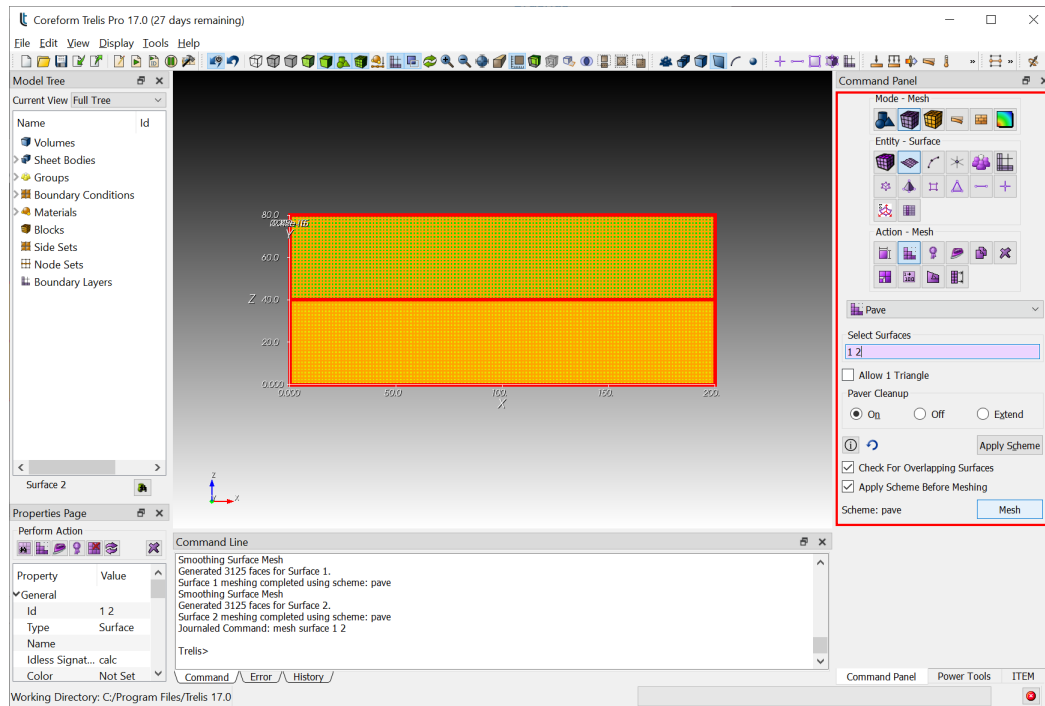 Coreform Trelis Pro 17.0 (27 days remaining)
File Edit View Display Tools Help
Model Tree
Current View Full Tree
Name Id
Volumes
Sheet Bodies
Groups
Boundary Conditions
Materials
Blocks
Side Sets
Node Sets
Boundary Layers
Surface 2
Properties Page
Perform Action
Property Value
General
Id 1 2
Type Surface
Name
Idless Signat... calc
Color Not Set
80.0
Y
60.0
Z 40.0
20.0
0.000
0.000 50.0 100. 150. 200.
X
Z
Y X
Command Line
Smoothing Surface Mesh
Generated 3125 faces for Surface 1.
Surface 1 meshing completed using scheme: pave
Smoothing Surface Mesh
Generated 3125 faces for Surface 2.
Surface 2 meshing completed using scheme: pave
Journaled Command: mesh surface 1 2
Trelis>
Command Error History
Command Panel
Mode - Mesh
Entity - Surface
Action - Mesh
Pave
Select Surfaces
1 2
Allow 1 Triangle
Paver Cleanup
On Off Extend
Apply Scheme
Check For Overlapping Surfaces
Apply Scheme Before Meshing
Scheme: pave Mesh
Command Panel Power Tools ITEM
Working Directory: C:/Program Files/Trelis 17.0